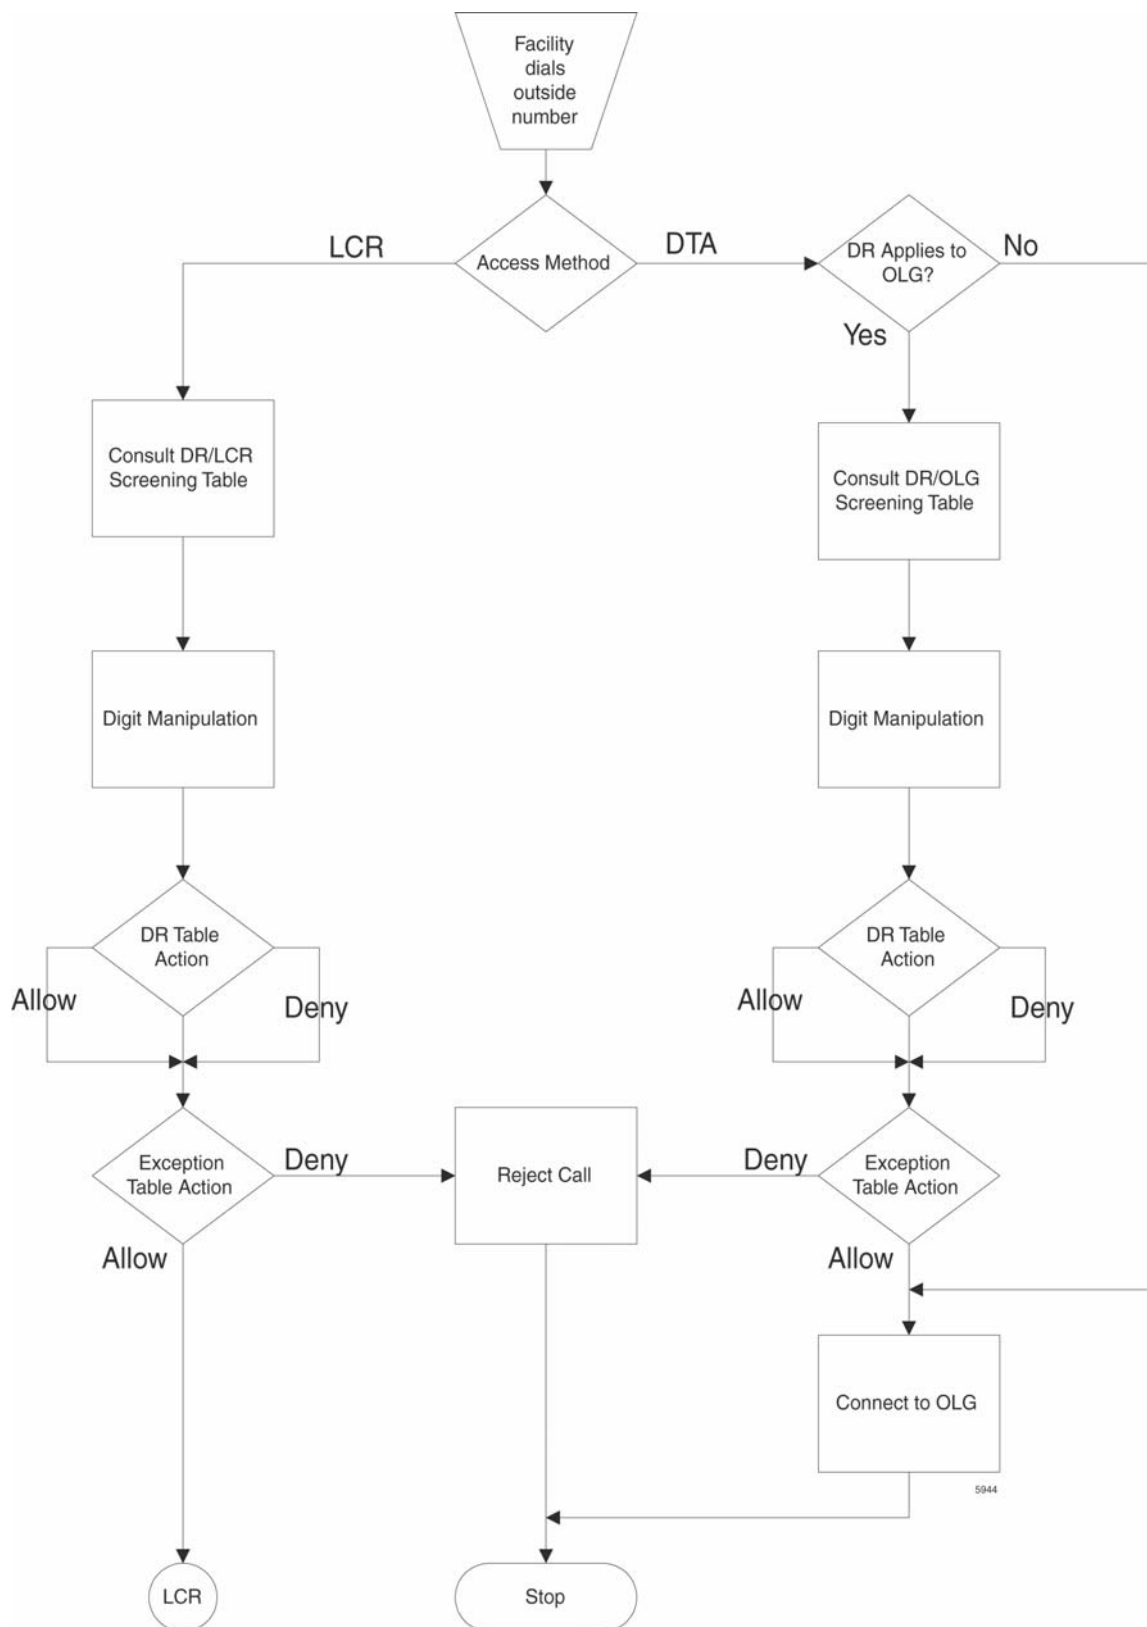 Facility
dials
outside
number
LCR
Access Method
DTA
DR Applies to
OLG?
No
Yes
Consult DR/LCR
Screening Table
Consult DR/OLG
Screening Table
Digit Manipulation
Digit Manipulation
DR Table
Action
Allow
Deny
DR Table
Action
Allow
Deny
Exception
Table Action
Deny
Reject Call
Deny
Exception
Table Action
Allow
Allow
Connect to OLG
5944
LCR
Stop